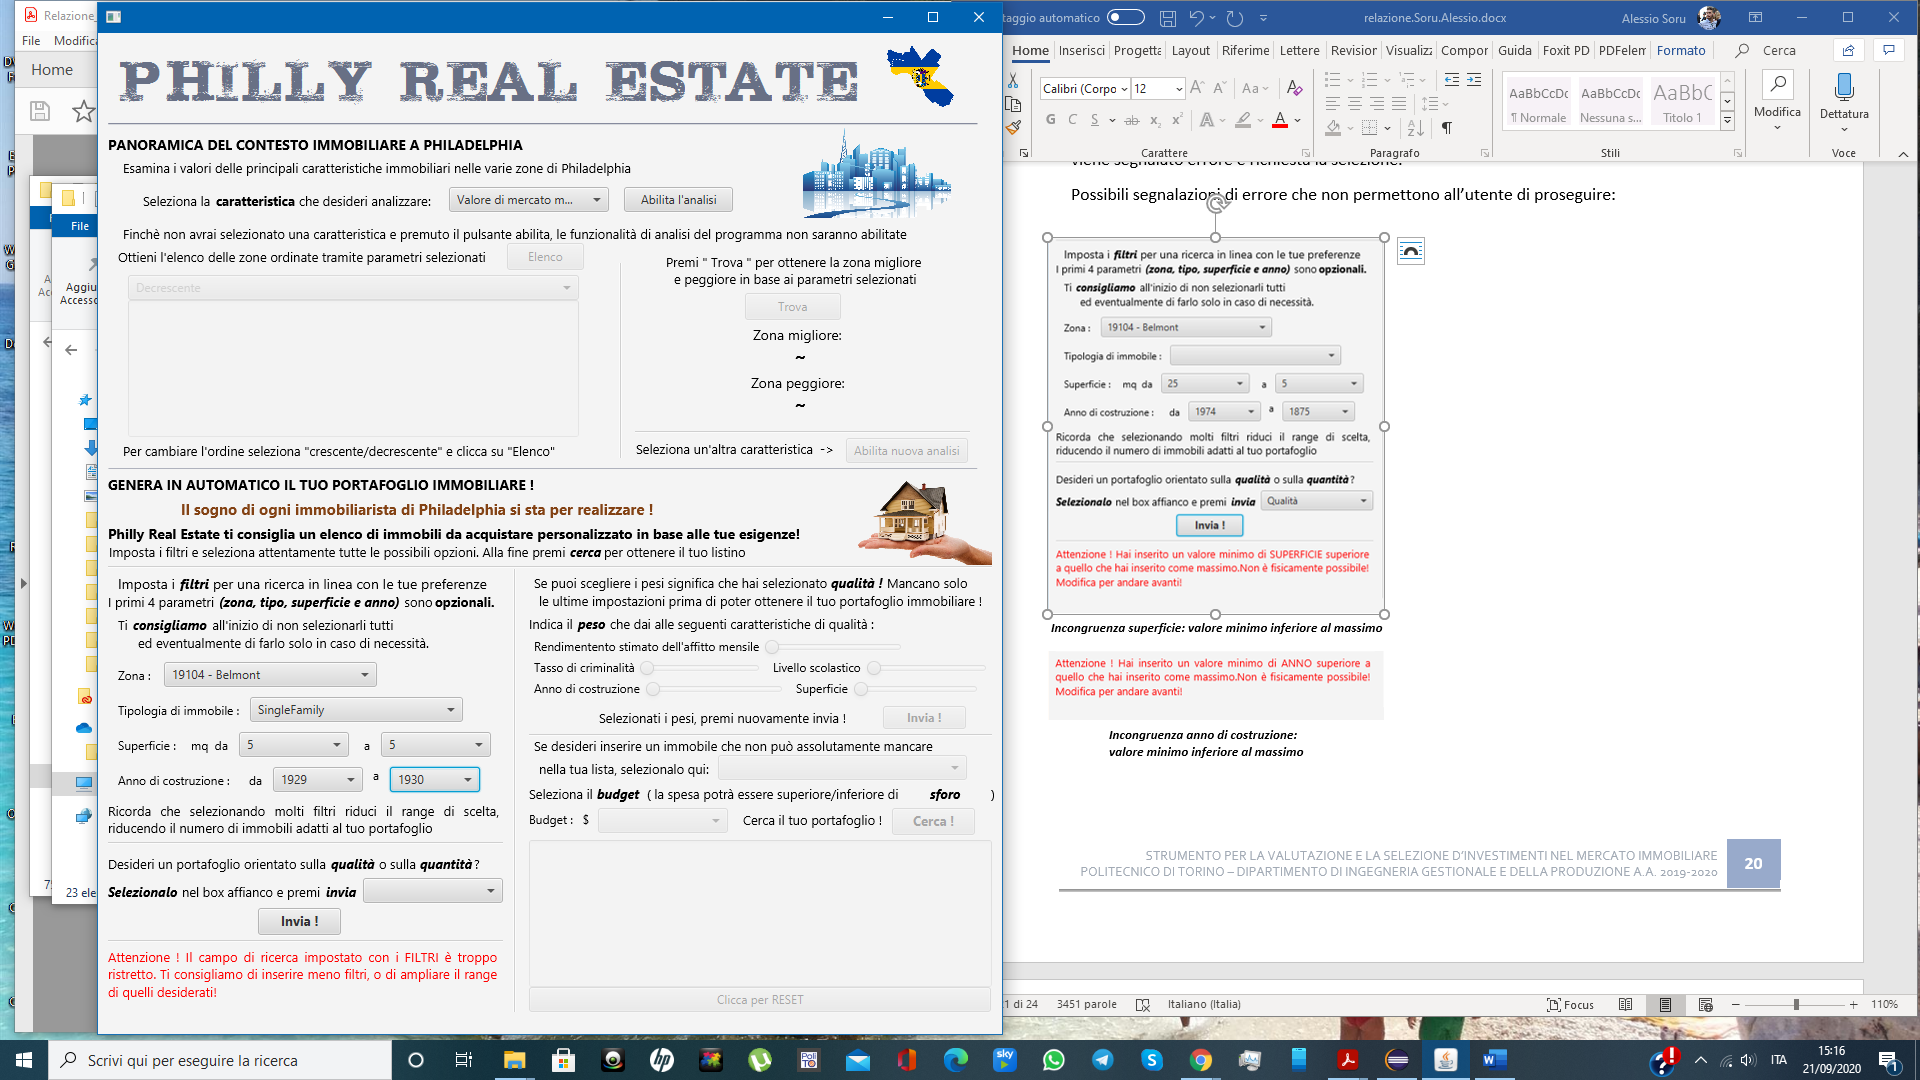 Relazione_
File Modifica
Home
File
Aggiu
Accesso
23 ele
PHILLY REAL ESTATE
PANORAMICA DEL CONTESTO IMMOBILIARE A PHILADELPHIA
Esamina i valori delle principali caratteristiche immobiliari nelle varie zone di Philadelphia
Seleziona la caratteristica che desideri analizzare: Valore di mercato m... Abilita l'analisi
Finchè non avrai selezionato una caratteristica e premuto il pulsante abilita, le funzionalità di analisi del programma non saranno abilitate
Ottieni l'elenco delle zone ordinate tramite parametri selezionati Elenco
Decrescente
Per cambiare l'ordine seleziona "crescente/decrescente" e clicca su "Elenco"
Premi " Trova " per ottenere la zona migliore
e peggiore in base ai parametri selezionati
Trova
Zona migliore:
~
Zona peggiore:
~
Seleziona un'altra caratteristica -> Abilita nuova analisi
GENERA IN AUTOMATICO IL TUO PORTAFOGLIO IMMOBILIARE !
Il sogno di ogni immobiliarista di Philadelphia si sta per realizzare !
Philly Real Estate ti consiglia un elenco di immobili da acquistare personalizzato in base alle tue esigenze!
Imposta i filtri e seleziona attentamente tutte le possibili opzioni. Alla fine premi cerca per ottenere il tuo listino
Imposta i filtri per una ricerca in linea con le tue preferenze
I primi 4 parametri (zona, tipo, superficie e anno) sono opzionali.
Ti consigliamo all'inizio di non selezionarli tutti
ed eventualmente di farlo solo in caso di necessità.
Zona : 19104 - Belmont
Tipologia di immobile : SingleFamily
Superficie : mq da 5 a 5
Anno di costruzione : da 1929 a 1930
Ricorda che selezionando molti filtri riduci il range di scelta,
riducendo il numero di immobili adatti al tuo portafoglio
Desideri un portafoglio orientato sulla qualità o sulla quantità ?
Selezionalo nel box affianco e premi invia
Invia !
Attenzione ! Il campo di ricerca impostato con i FILTRI è troppo
ristretto. Ti consigliamo di inserire meno filtri, o di ampliare il range
di quelli desiderati!
Se puoi scegliere i pesi significa che hai selezionato qualità ! Mancano solo
le ultime impostazioni prima di poter ottenere il tuo portafoglio immobiliare !
Indica il peso che dai alle seguenti caratteristiche di qualità :
Rendimentento stimato dell'affitto mensile
Tasso di criminalità Livello scolastico
Anno di costruzione Superficie
Selezionati i pesi, premi nuovamente invia ! Invia !
Se desideri inserire un immobile che non può assolutamente mancare
nella tua lista, selezionalo qui:
Seleziona il budget ( la spesa potrà essere superiore/inferiore di sforo )
Budget : $ Cerca il tuo portafoglio ! Cerca !
Clicca per RESET
taggio automatico relazione.Soru.Alessio.docx Alessio Soru
Home Inserisci Progetta Layout Riferime Lettere Revision Visualiz Compor Guida Foxit PD PDFelem Formato Cerca
Calibri (Corpo 12
G C S ab x₂ x² A A
AaBbCcDc AaBbCcDc AaBbC
¶ Normale Nessuna s... Titolo 1
Modifica Dettatura
Carattere Paragrafo Stili Voce
viene segnalato errore e richiesta la selezione.
Possibili segnalazioni di errore che non permettono all’utente di proseguire:
Imposta i filtri per una ricerca in linea con le tue preferenze
I primi 4 parametri (zona, tipo, superficie e anno) sono opzionali.
Ti consigliamo all'inizio di non selezionarli tutti
ed eventualmente di farlo solo in caso di necessità.
Zona : 19104 - Belmont
Tipologia di immobile :
Superficie : mq da 25 a 5
Anno di costruzione : da 1974 a 1875
Ricorda che selezionando molti filtri riduci il range di scelta,
riducendo il numero di immobili adatti al tuo portafoglio
Desideri un portafoglio orientato sulla qualità o sulla quantità ?
Selezionalo nel box affianco e premi invia Qualità
Invia !
Attenzione ! Hai inserito un valore minimo di SUPERFICIE superiore
a quello che hai inserito come massimo.Non è fisicamente possibile!
Modifica per andare avanti!
Incongruenza superficie: valore minimo inferiore al massimo
Attenzione ! Hai inserito un valore minimo di ANNO superiore a
quello che hai inserito come massimo.Non è fisicamente possibile!
Modifica per andare avanti!
Incongruenza anno di costruzione:
valore minimo inferiore al massimo
STRUMENTO PER LA VALUTAZIONE E LA SELEZIONE D’INVESTIMENTI NEL MERCATO IMMOBILIARE
POLITECNICO DI TORINO – DIPARTIMENTO DI INGEGNERIA GESTIONALE E DELLA PRODUZIONE A.A. 2019-2020
20
1 di 24 3451 parole Italiano (Italia) Focus 110%
Scrivi qui per eseguire la ricerca
ITA
15:16
21/09/2020